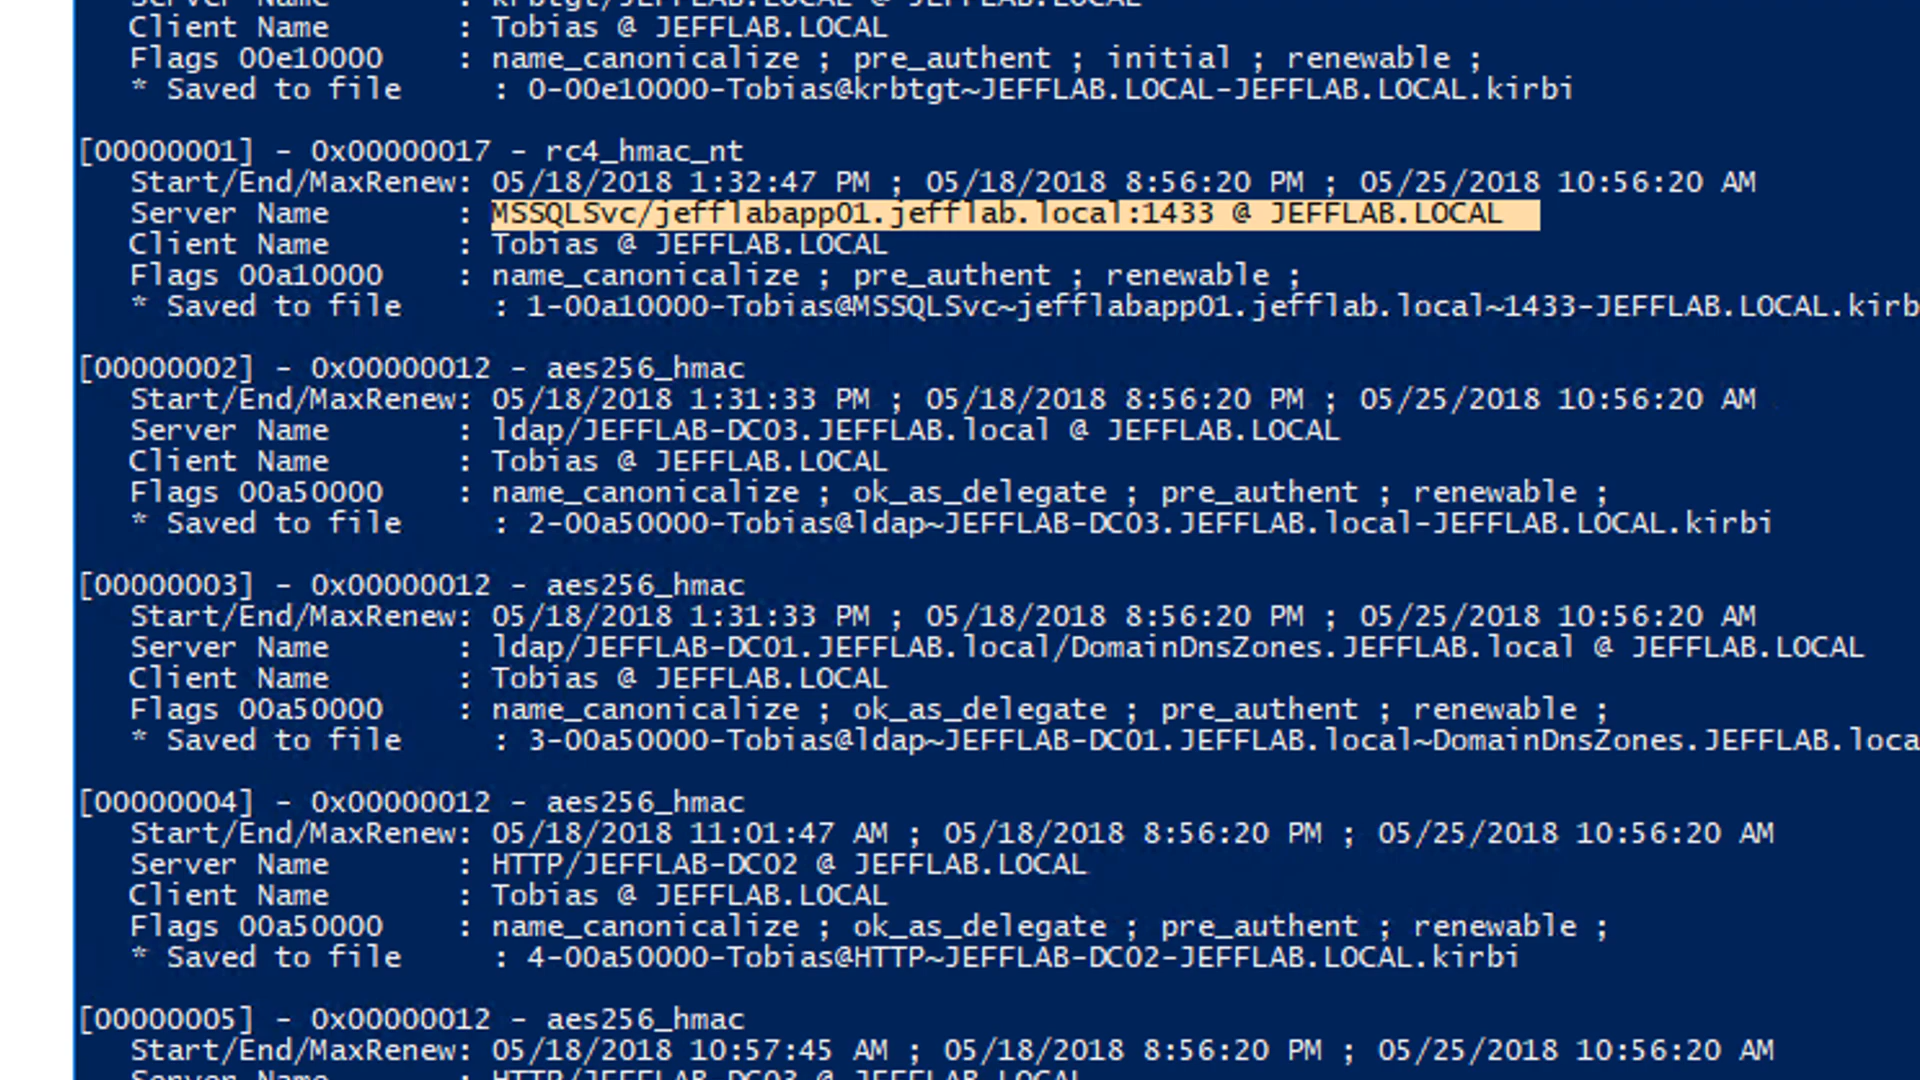 Server Name : krbtgt/JEFFLAB.LOCAL @ JEFFLAB.LOCAL
Client Name : Tobias @ JEFFLAB.LOCAL
Flags 00e10000 : name_canonicalize ; pre_authent ; initial ; renewable ;
* Saved to file : 0-00e10000-Tobias@krbtgt~JEFFLAB.LOCAL-JEFFLAB.LOCAL.kirbi
[00000001] - 0x00000017 - rc4_hmac_nt
Start/End/MaxRenew: 05/18/2018 1:32:47 PM ; 05/18/2018 8:56:20 PM ; 05/25/2018 10:56:20 AM
Server Name : MSSQLSvc/jefflabapp01.jefflab.local:1433 @ JEFFLAB.LOCAL
Client Name : Tobias @ JEFFLAB.LOCAL
Flags 00a10000 : name_canonicalize ; pre_authent ; renewable ;
* Saved to file : 1-00a10000-Tobias@MSSQLSvc~jefflabapp01.jefflab.local~1433-JEFFLAB.LOCAL.kirb
[00000002] - 0x00000012 - aes256_hmac
Start/End/MaxRenew: 05/18/2018 1:31:33 PM ; 05/18/2018 8:56:20 PM ; 05/25/2018 10:56:20 AM
Server Name : ldap/JEFFLAB-DC03.JEFFLAB.local @ JEFFLAB.LOCAL
Client Name : Tobias @ JEFFLAB.LOCAL
Flags 00a50000 : name_canonicalize ; ok_as_delegate ; pre_authent ; renewable ;
* Saved to file : 2-00a50000-Tobias@ldap~JEFFLAB-DC03.JEFFLAB.local-JEFFLAB.LOCAL.kirbi
[00000003] - 0x00000012 - aes256_hmac
Start/End/MaxRenew: 05/18/2018 1:31:33 PM ; 05/18/2018 8:56:20 PM ; 05/25/2018 10:56:20 AM
Server Name : ldap/JEFFLAB-DC01.JEFFLAB.local/DomainDnsZones.JEFFLAB.local @ JEFFLAB.LOCAL
Client Name : Tobias @ JEFFLAB.LOCAL
Flags 00a50000 : name_canonicalize ; ok_as_delegate ; pre_authent ; renewable ;
* Saved to file : 3-00a50000-Tobias@ldap~JEFFLAB-DC01.JEFFLAB.local~DomainDnsZones.JEFFLAB.loca
[00000004] - 0x00000012 - aes256_hmac
Start/End/MaxRenew: 05/18/2018 11:01:47 AM ; 05/18/2018 8:56:20 PM ; 05/25/2018 10:56:20 AM
Server Name : HTTP/JEFFLAB-DC02 @ JEFFLAB.LOCAL
Client Name : Tobias @ JEFFLAB.LOCAL
Flags 00a50000 : name_canonicalize ; ok_as_delegate ; pre_authent ; renewable ;
* Saved to file : 4-00a50000-Tobias@HTTP~JEFFLAB-DC02-JEFFLAB.LOCAL.kirbi
[00000005] - 0x00000012 - aes256_hmac
Start/End/MaxRenew: 05/18/2018 10:57:45 AM ; 05/18/2018 8:56:20 PM ; 05/25/2018 10:56:20 AM
Server Name : HTTP/JEFFLAB-DC03 @ JEFFLAB.LOCAL